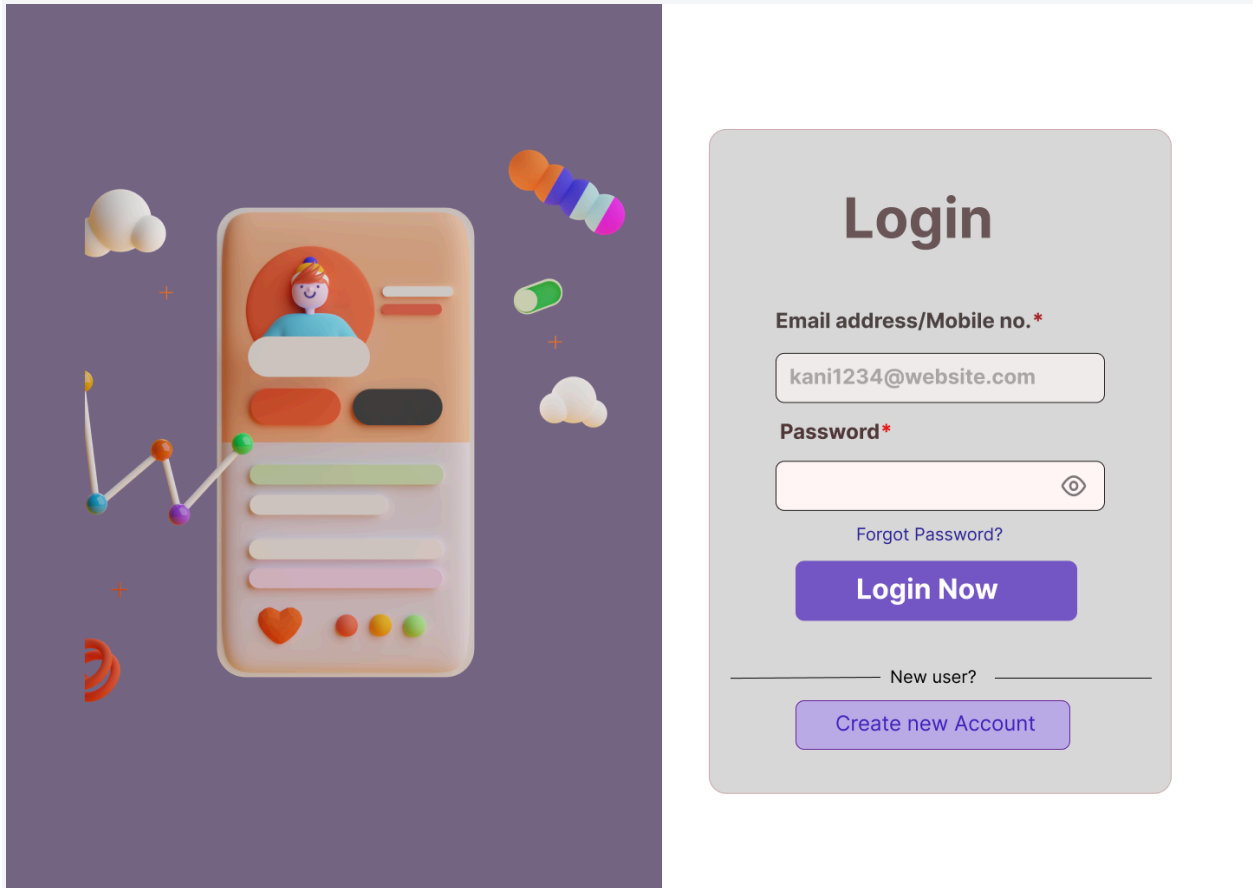 Login
Email address/Mobile no.*
kani1234@website.com
Password*
Forgot Password?
Login Now
New user?
Create new Account